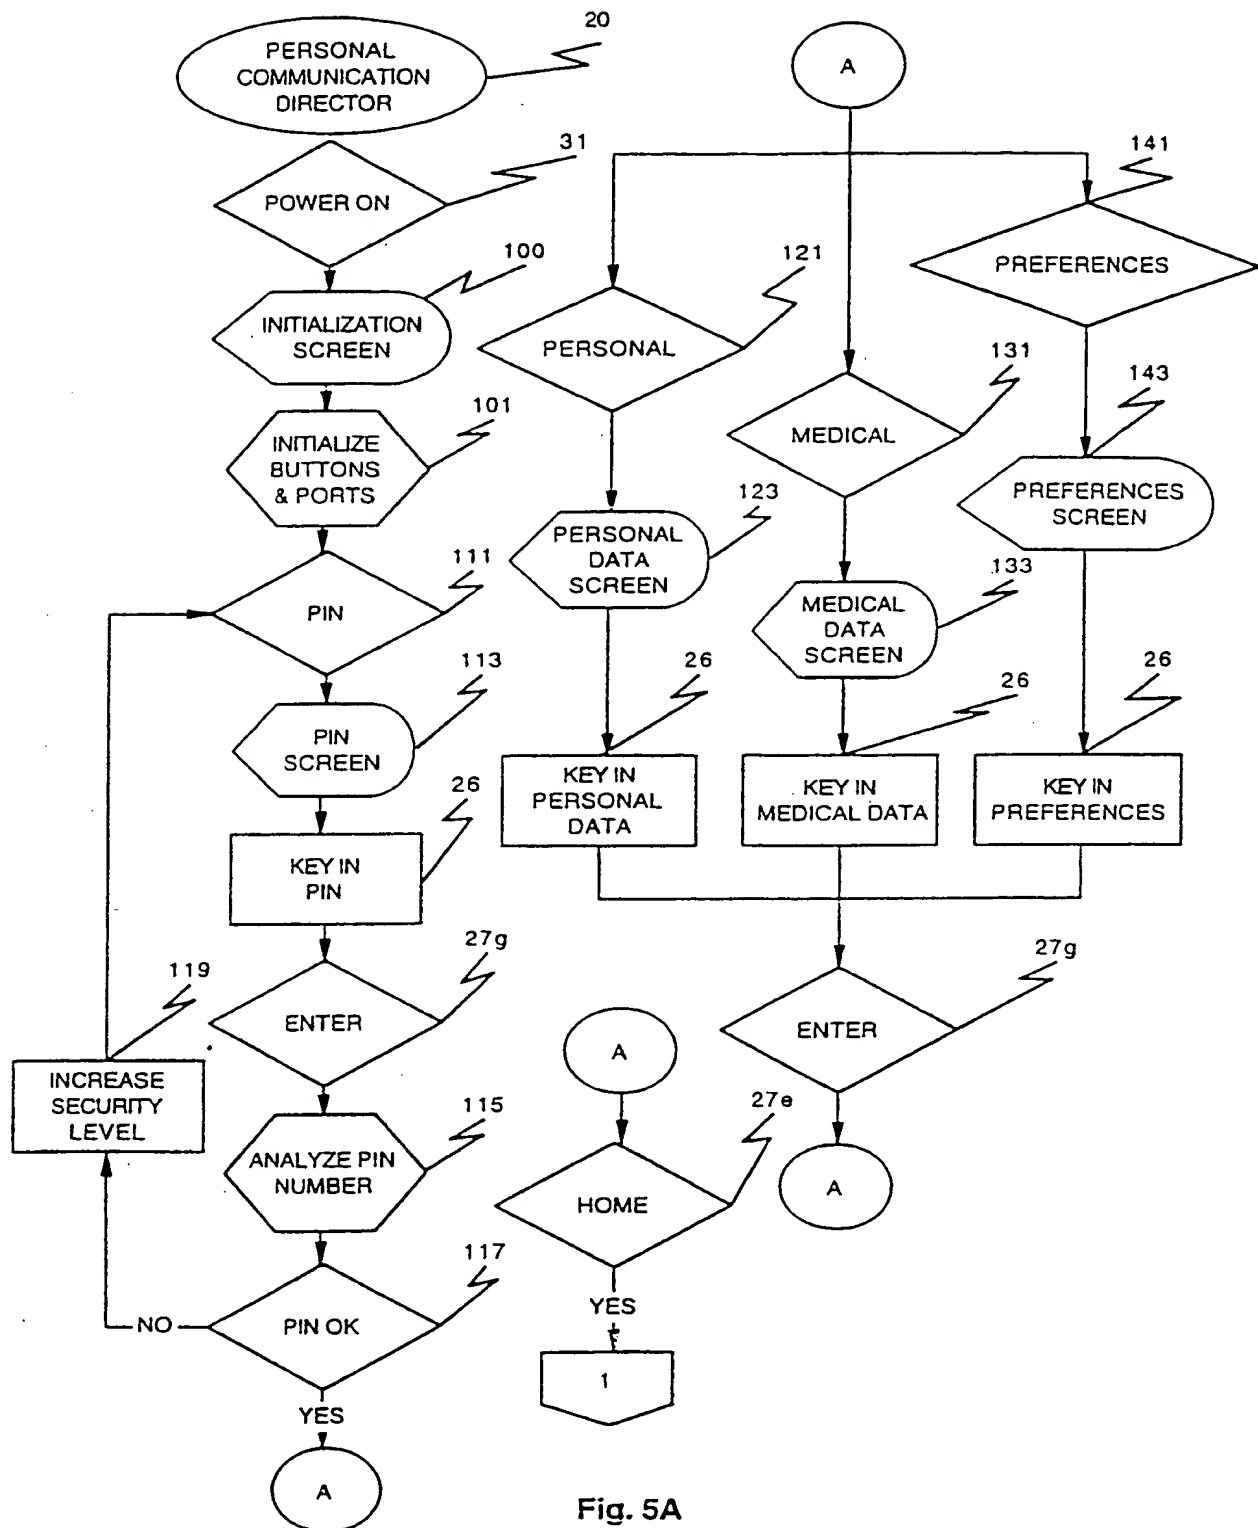 20
PERSONAL
COMMUNICATION
DIRECTOR
31
POWER ON
100
INITIALIZATION
SCREEN
101
INITIALIZE
BUTTONS
& PORTS
111
PIN
113
PIN
SCREEN
26
KEY IN
PIN
27g
ENTER
119
INCREASE
SECURITY
LEVEL
115
ANALYZE PIN
NUMBER
117
PIN OK
NO
YES
A
A
121
PERSONAL
123
PERSONAL
DATA
SCREEN
26
KEY IN
PERSONAL
DATA
131
MEDICAL
133
MEDICAL
DATA
SCREEN
26
KEY IN
MEDICAL DATA
141
PREFERENCES
143
PREFERENCES
SCREEN
26
KEY IN
PREFERENCES
27g
ENTER
A
A
27e
HOME
YES
1
Fig. 5A